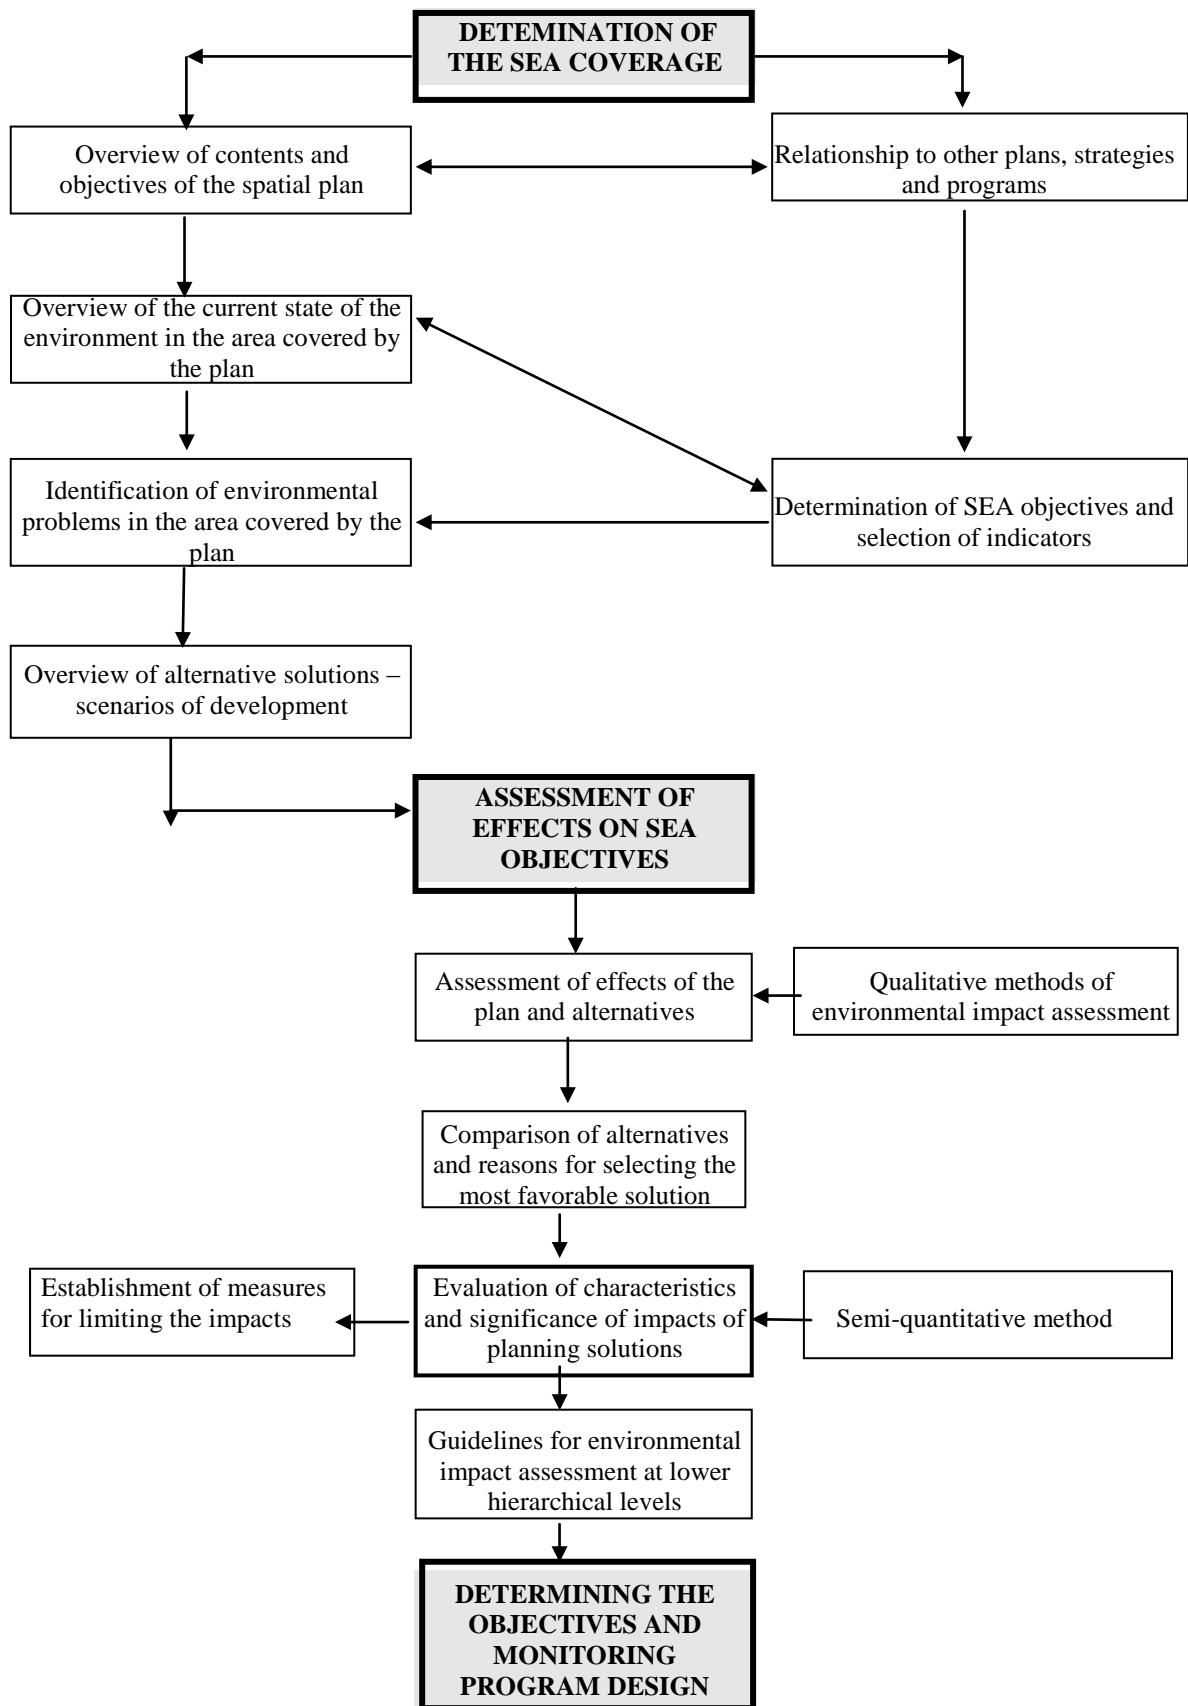 DETEMINATION OF
THE SEA COVERAGE
Overview of contents and
objectives of the spatial plan
Relationship to other plans, strategies
and programs
Overview of the current state of the
environment in the area covered by
the plan
Identification of environmental
problems in the area covered by the
plan
Determination of SEA objectives and
selection of indicators
Overview of alternative solutions –
scenarios of development
ASSESSMENT OF
EFFECTS ON SEA
OBJECTIVES
Assessment of effects of the
plan and alternatives
Qualitative methods of
environmental impact assessment
Comparison of alternatives
and reasons for selecting the
most favorable solution
Establishment of measures
for limiting the impacts
Evaluation of characteristics
and significance of impacts of
planning solutions
Semi-quantitative method
Guidelines for environmental
impact assessment at lower
hierarchical levels
DETERMINING THE
OBJECTIVES AND
MONITORING
PROGRAM DESIGN